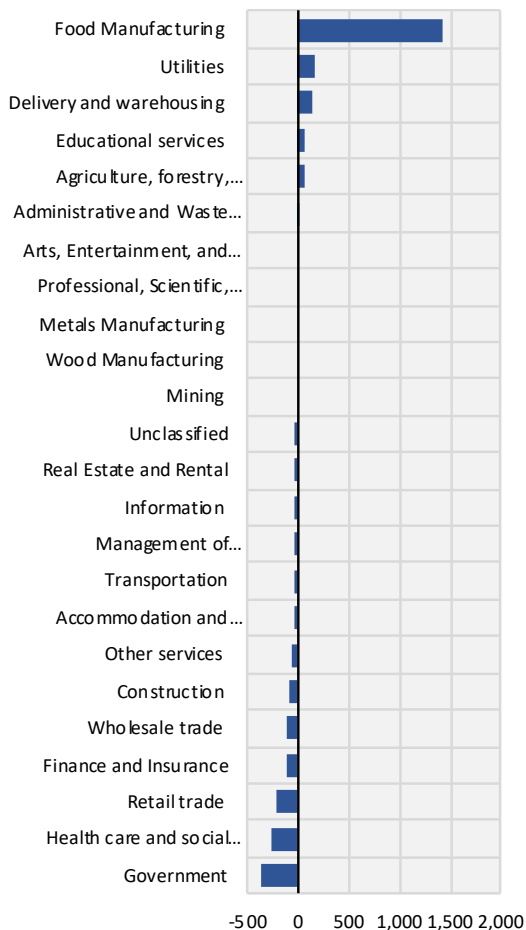 Food Manufacturing
Utilities
Delivery and warehousing
Educational services
Agriculture, forestry,...
Administrative and Waste...
Arts, Entertainment, and...
Professional, Scientific,...
Metals Manufacturing
Wood Manufacturing
Mining
Unclassified
Real Estate and Rental
Information
Management of...
Transportation
Accommodation and...
Other services
Construction
Wholesale trade
Finance and Insurance
Retail trade
Health care and social...
Government
-500 0 500 1,000 1,500 2,000